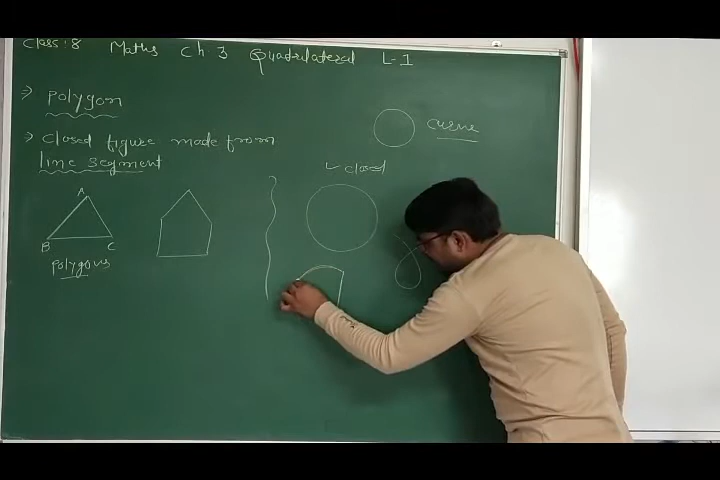 Class:8 Maths Ch 3 Quadrilateral L-1
⇒ Polygon
⇒ Closed figure made from
line segment
curve
✓ closed
A
B C
Polygons